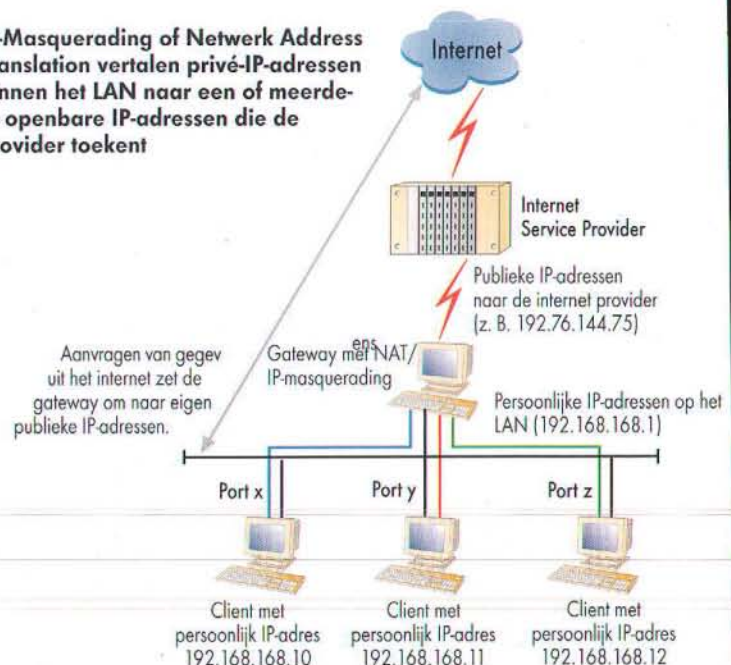 -Masquerading of Netwerk Address
anslation vertalen privé-IP-adressen
nnen het LAN naar een of meerde-
openbare IP-adressen die de
ovider toekent
Internet
Internet
Service Provider
Publieke IP-adressen
naar de internet provider
(z. B. 192.76.144.75)
Aanvragen van gegev
ens
uit het internet zet de
gateway om naar eigen
publieke IP-adressen.
Gateway met NAT/
IP-masquerading
Persoonlijke IP-adressen op het
LAN (192.168.168.1)
Port x
Port y
Port z
Client met
persoonlijk IP-adres
192.168.168.10
Client met
persoonlijk IP-adres
192.168.168.11
Client met
persoonlijk IP-adres
192.168.168.12